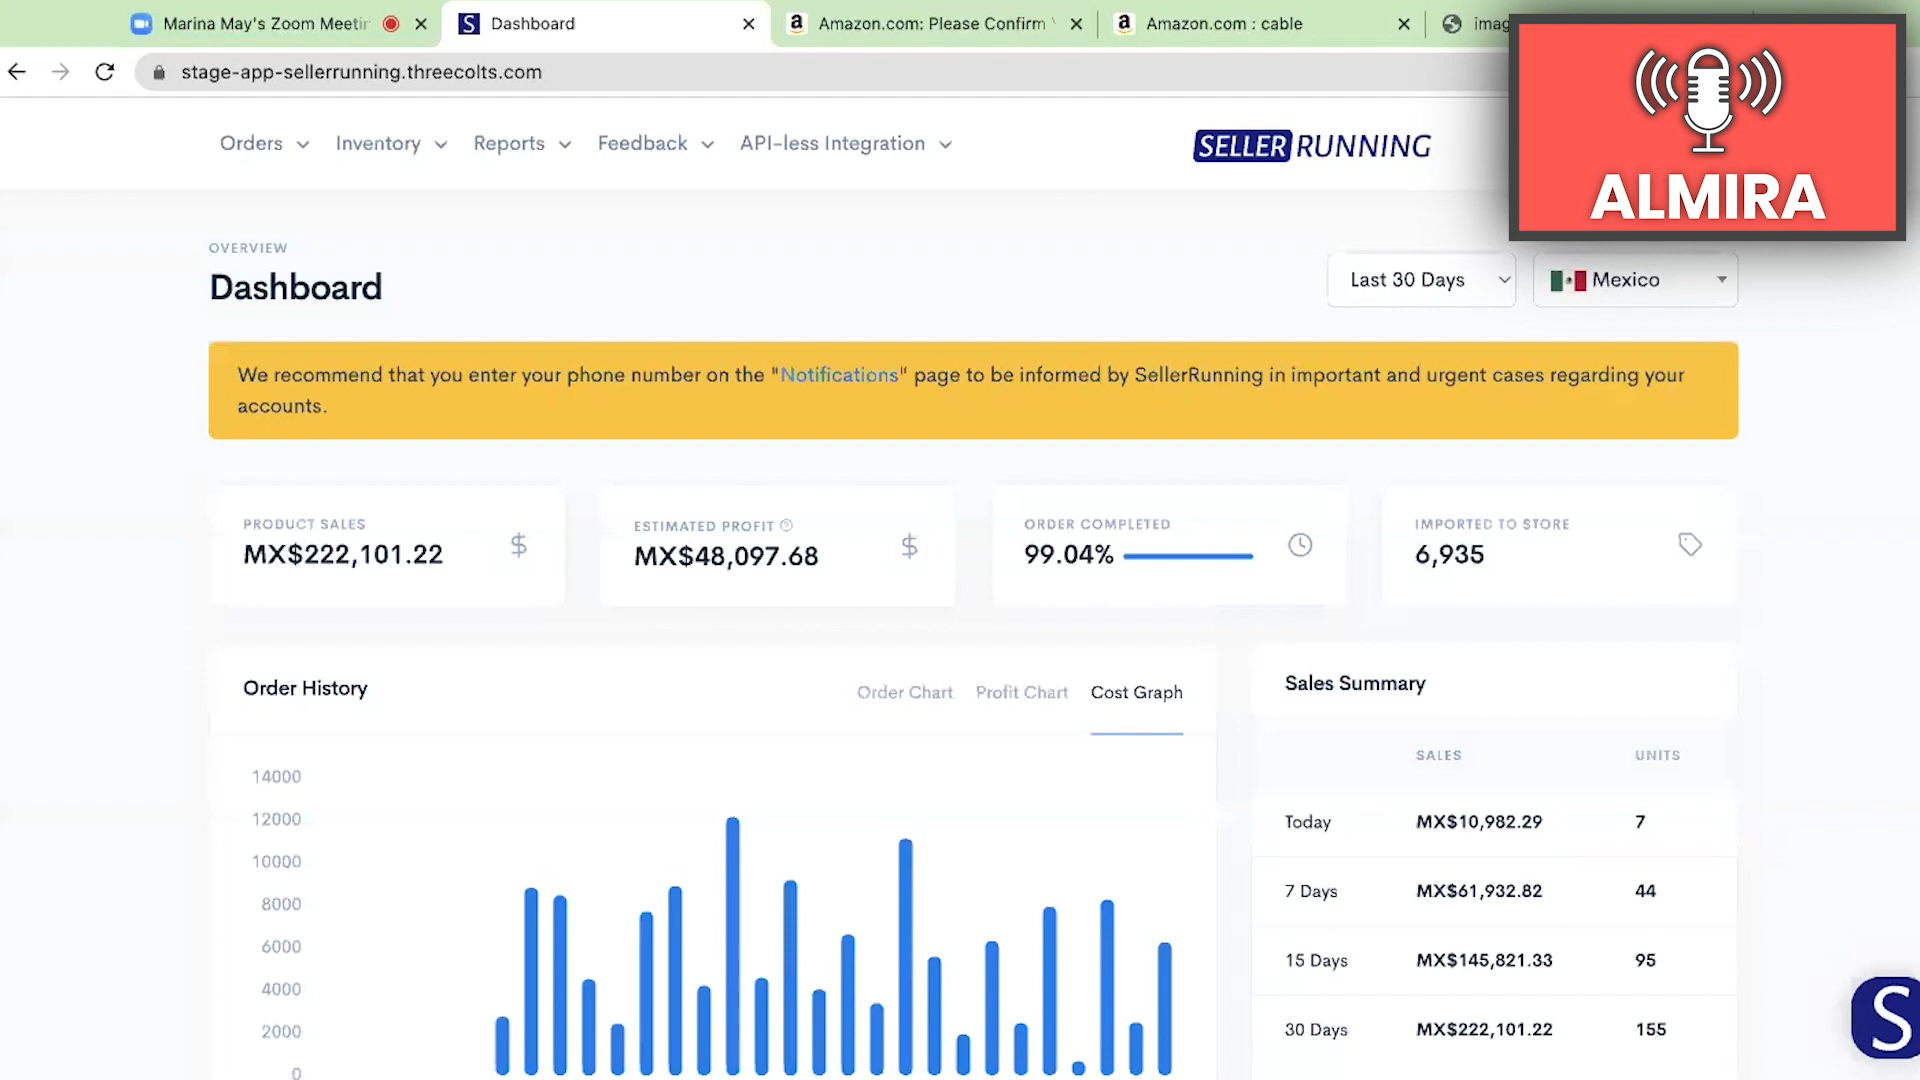 Marina May's Zoom Meetin
Dashboard
Amazon.com: Please Confirm
Amazon.com : cable
imag
stage-app-sellerrunning.threecolts.com
Orders
Inventory
Reports
Feedback
API-less Integration
SELLER RUNNING
ALMIRA
OVERVIEW
Dashboard
Last 30 Days
Mexico
We recommend that you enter your phone number on the "Notifications" page to be informed by SellerRunning in important and urgent cases regarding your
accounts.
PRODUCT SALES
MX$222,101.22
$
ESTIMATED PROFIT ?
MX$48,097.68
$
ORDER COMPLETED
99.04%
IMPORTED TO STORE
6,935
Order History
Order Chart
Profit Chart
Cost Graph
14000
12000
10000
8000
6000
4000
2000
0
Sales Summary
SALES UNITS
Today MX$10,982.29 7
7 Days MX$61,932.82 44
15 Days MX$145,821.33 95
30 Days MX$222,101.22 155
S